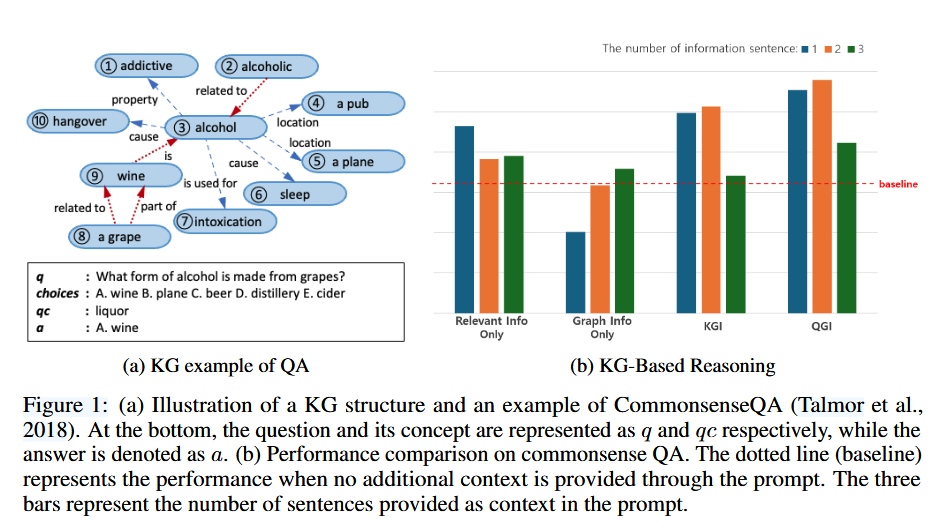 ① addictive
② alcoholic
property
related to
④ a pub
⑩ hangover
③ alcohol
location
cause
location
is
⑤ a plane
⑨ wine
cause
is used for
⑥ sleep
related to
part of
⑦intoxication
⑧ a grape
q : What form of alcohol is made from grapes?
choices : A. wine B. plane C. beer D. distillery E. cider
qc : liquor
a : A. wine
(a) KG example of QA
The number of information sentence: 1 2 3
baseline
Relevant Info
Only
Graph Info
Only
KGI
QGI
(b) KG-Based Reasoning
Figure 1: (a) Illustration of a KG structure and an example of CommonsenseQA (Talmor et al.,
2018). At the bottom, the question and its concept are represented as q and qc respectively, while the
answer is denoted as a. (b) Performance comparison on commonsense QA. The dotted line (baseline)
represents the performance when no additional context is provided through the prompt. The three
bars represent the number of sentences provided as context in the prompt.